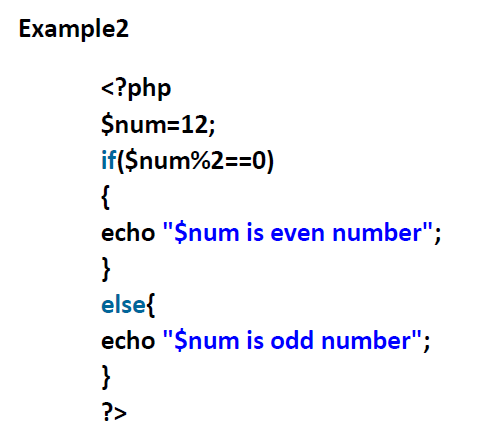 Example2
<?php
$num=12;
if($num%2==0)
{
echo "$num is even number";
}
else{
echo "$num is odd number";
}
?>